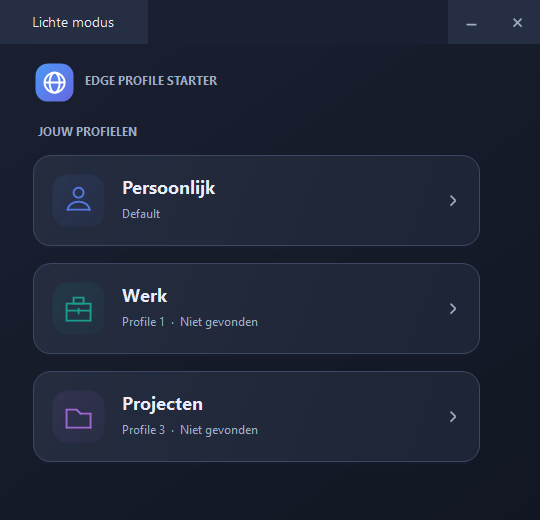 Lichte modus
EDGE PROFILE STARTER
JOUW PROFIELEN
Persoonlijk
Default
Werk
Profile 1 · Niet gevonden
Projecten
Profile 3 · Niet gevonden